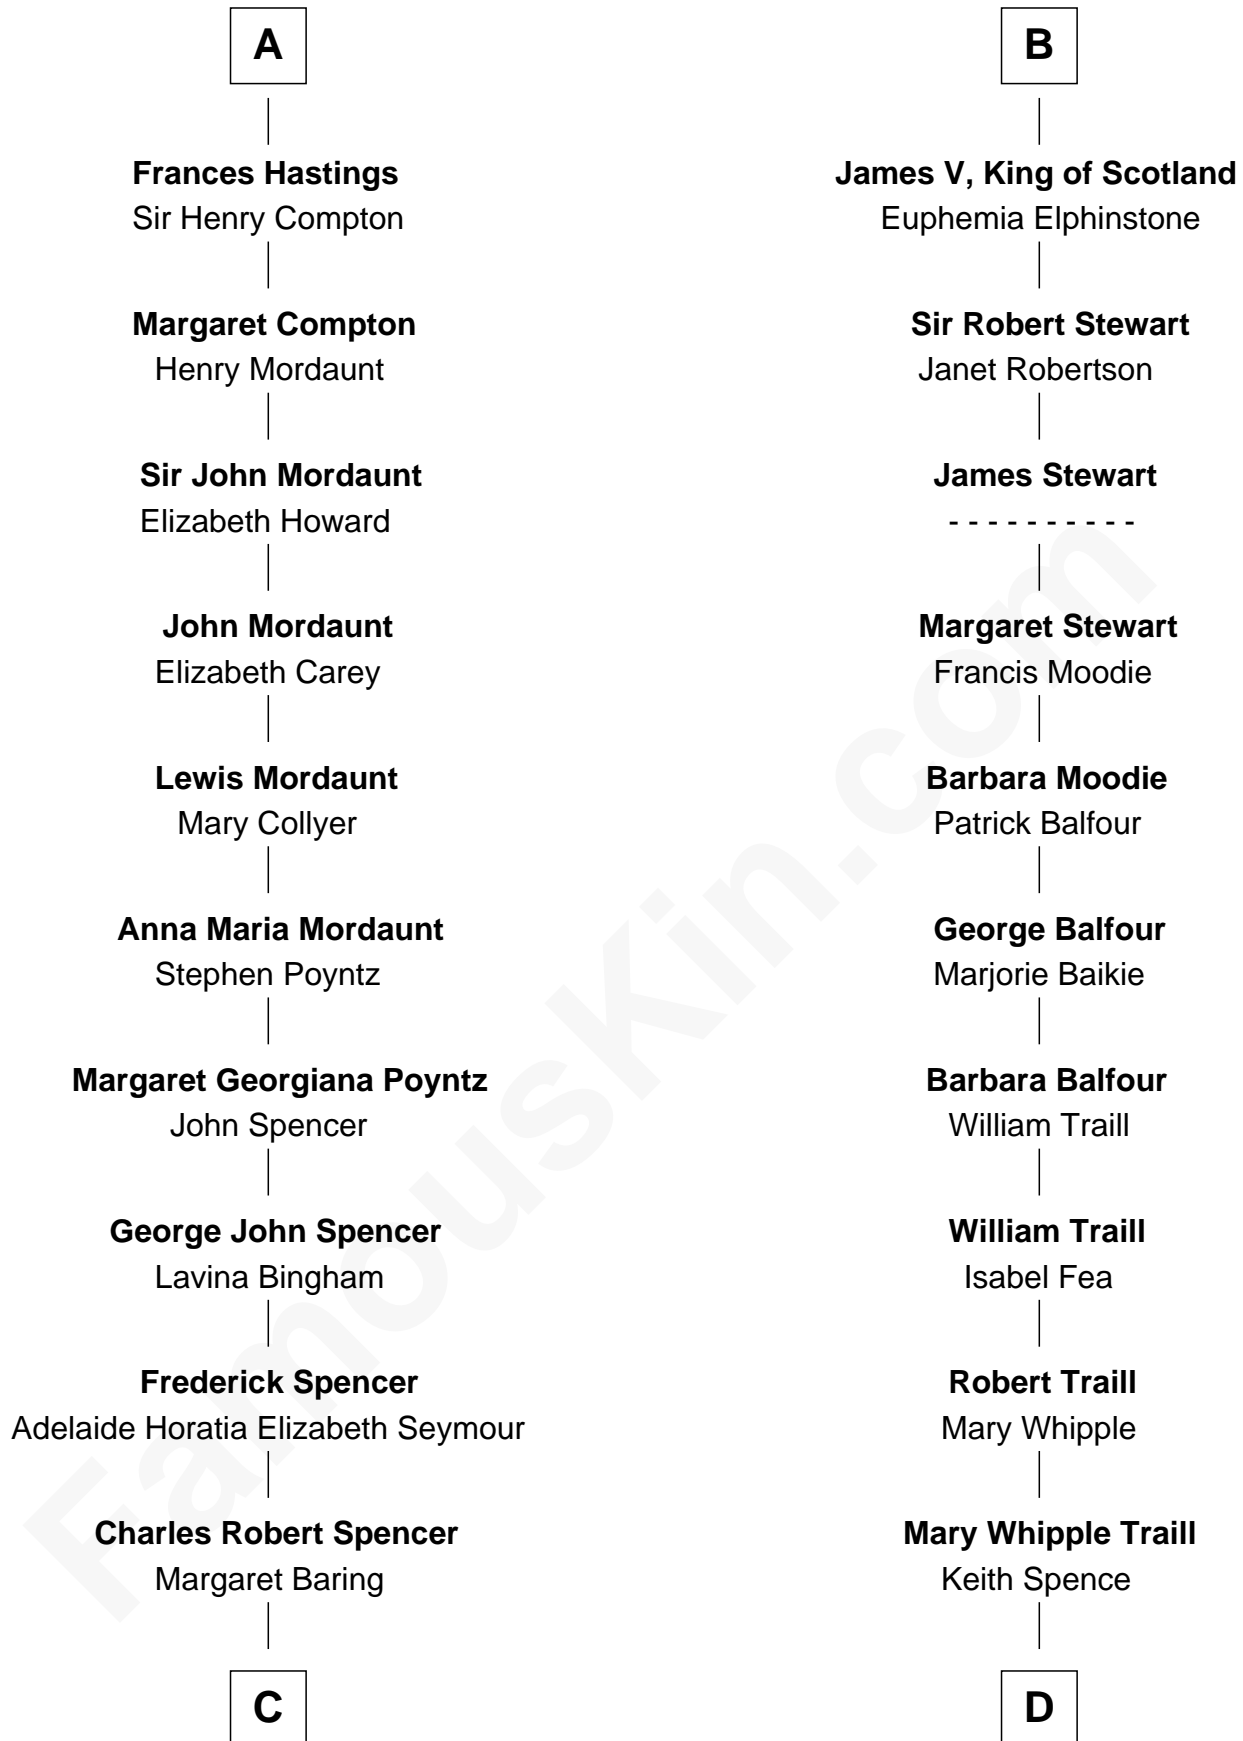 A
Frances Hastings
Sir Henry Compton
Margaret Compton
Henry Mordaunt
Sir John Mordaunt
Elizabeth Howard
John Mordaunt
Elizabeth Carey
Lewis Mordaunt
Mary Collyer
Anna Maria Mordaunt
Stephen Poyntz
Margaret Georgiana Poyntz
John Spencer
George John Spencer
Lavina Bingham
Frederick Spencer
Adelaide Horatia Elizabeth Seymour
Charles Robert Spencer
Margaret Baring
C
B
James V, King of Scotland
Euphemia Elphinstone
Sir Robert Stewart
Janet Robertson
James Stewart
- - - - - - - - - -
Margaret Stewart
Francis Moodie
Barbara Moodie
Patrick Balfour
George Balfour
Marjorie Baikie
Barbara Balfour
William Traill
William Traill
Isabel Fea
Robert Traill
Mary Whipple
Mary Whipple Traill
Keith Spence
D
FamousKin.com